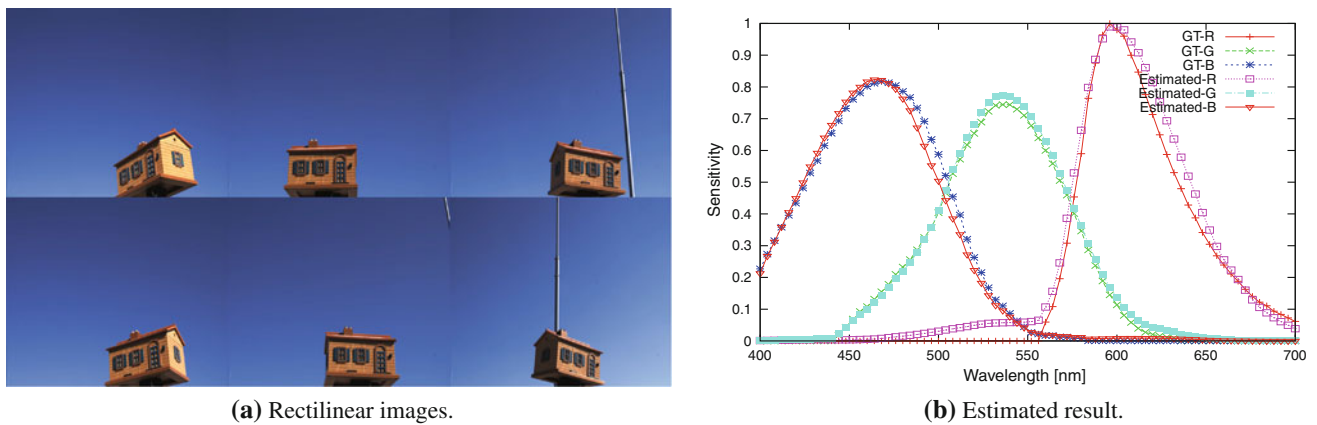 1
0.9
0.8
0.7
0.6
0.5
0.4
0.3
0.2
0.1
0
Sensitivity
GT-R
GT-G
GT-B
Estimated-R
Estimated-G
Estimated-B
400 450 500 550 600 650 700
Wavelength [nm]
(a) Rectilinear images.
(b) Estimated result.